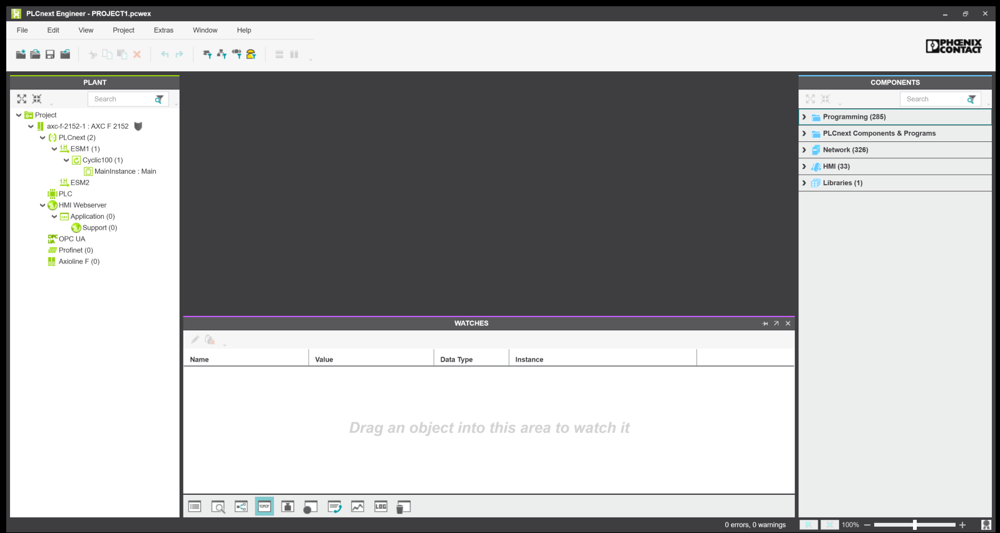 PLCnext Engineer - PROJECT1.pcwex
File Edit View Project Extras Window Help
PHŒNIX
CONTACT
PLANT
Search
Project
axc-f-2152-1 : AXC F 2152
PLCnext (2)
ESM1 (1)
Cyclic100 (1)
MainInstance : Main
ESM2
PLC
HMI Webserver
Application (0)
Support (0)
OPC UA
OPC UA
Profinet (0)
Axioline F (0)
WATCHES
Name Value Data Type Instance
Drag an object into this area to watch it
LOG
COMPONENTS
Search
Programming (285)
PLCnext Components & Programs
Network (326)
HMI (33)
Libraries (1)
0 errors, 0 warnings
100%